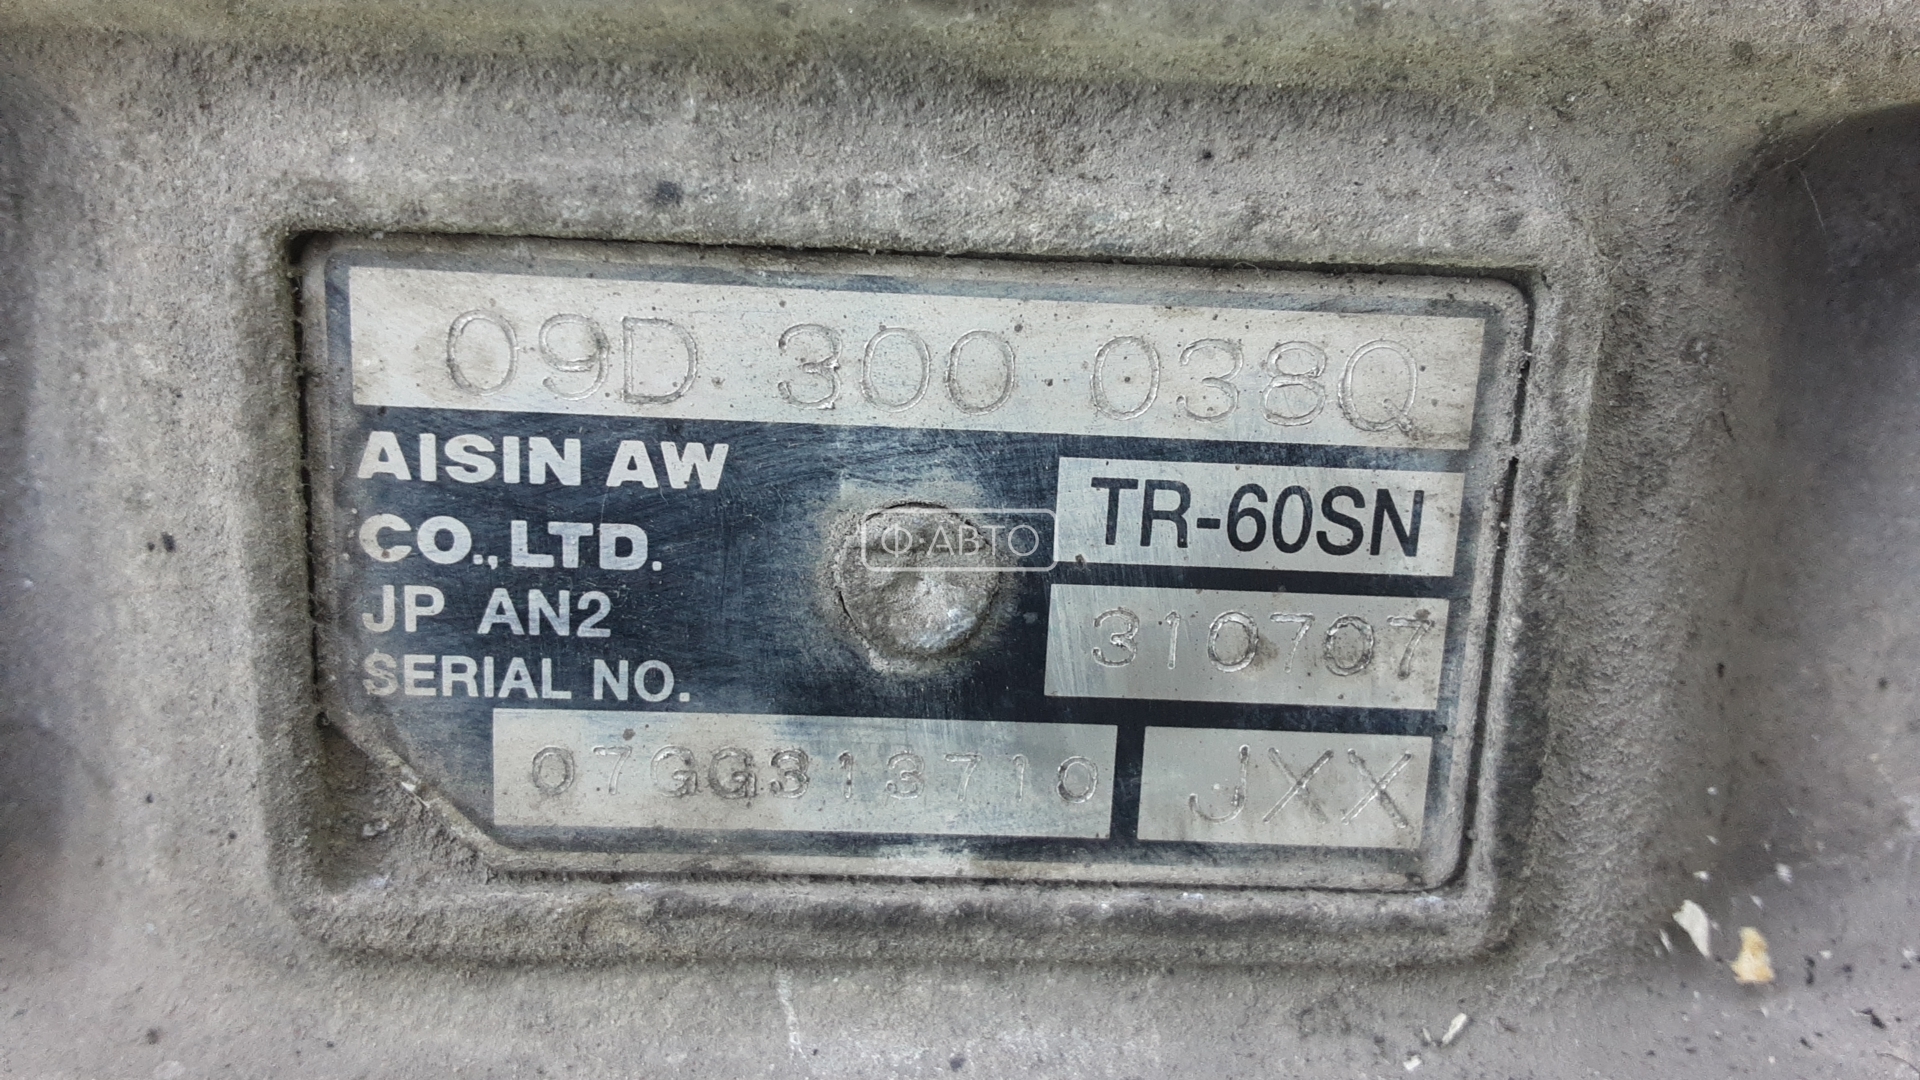 09D 300 038Q
AISIN AW
CO.,LTD.
TR-60SN
Ф·АВТО
JP AN2
310707
SERIAL NO.
07GG313710
JXX